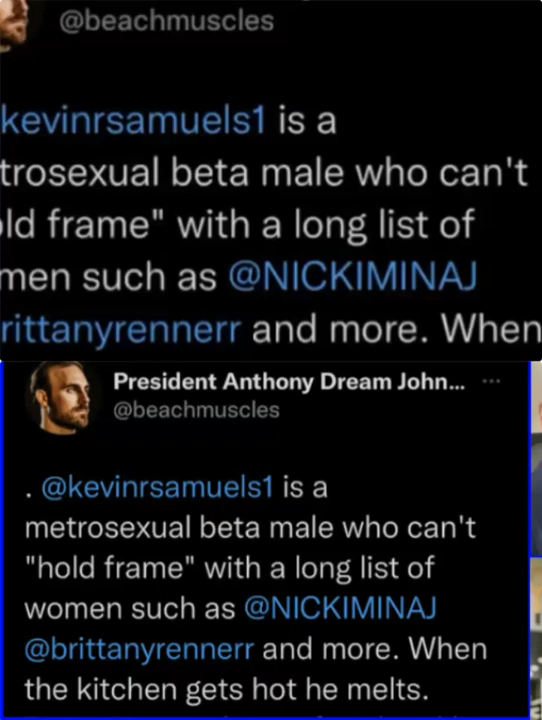 @beachmuscles
kevinrsamuels1 is a
trosexual beta male who can't
ld frame" with a long list of
men such as @NICKIMINAJ
rittanyrennerr and more. When
President Anthony Dream John... ...
@beachmuscles
. @kevinrsamuels1 is a
metrosexual beta male who can't
"hold frame" with a long list of
women such as @NICKIMINAJ
@brittanyrennerr and more. When
the kitchen gets hot he melts.